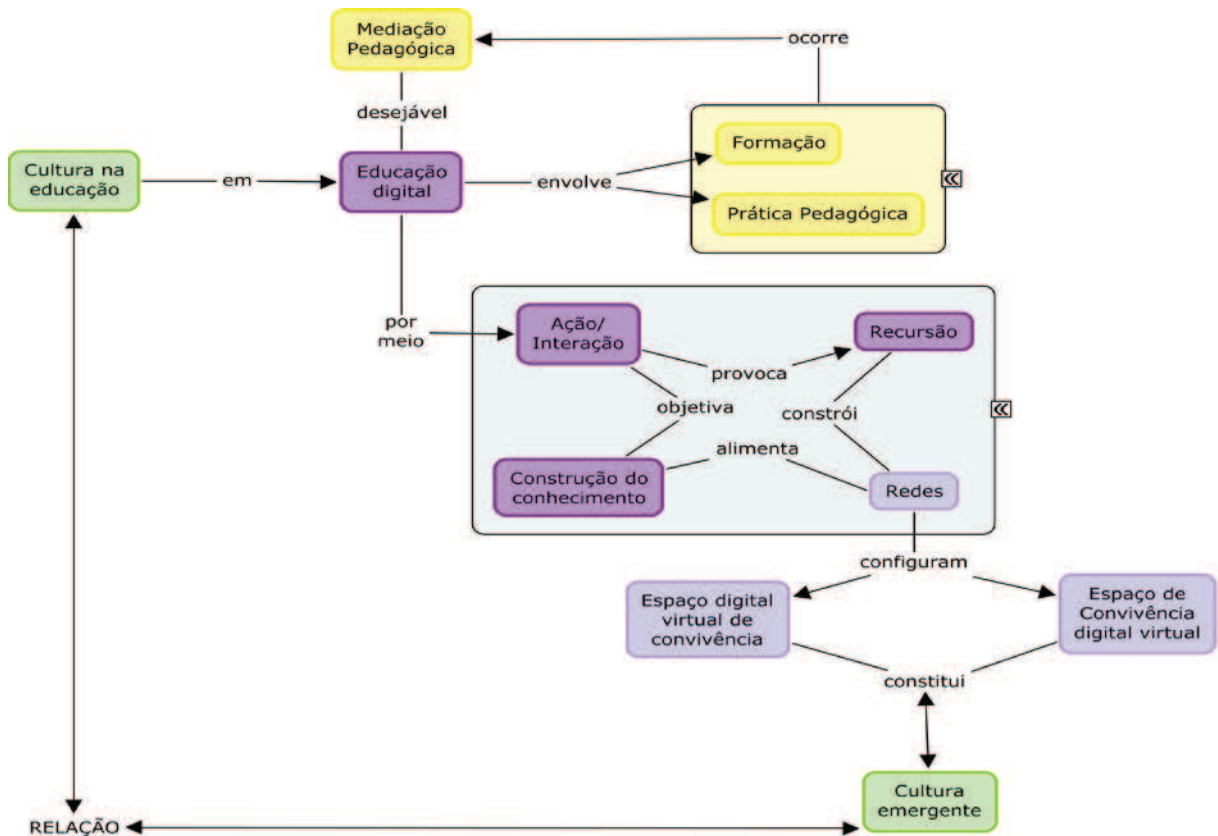 Mediação
Pedagógica
ocorre
desejável
Formação
Cultura na
educação
em
Educação
digital
envolve
Prática Pedagógica
por
meio
Ação/
Interação
Recursão
provoca
objetiva
constrói
alimenta
Construção do
conhecimento
Redes
configuram
Espaço digital
virtual de
convivência
Espaço de
Convivência
digital virtual
constitui
Cultura
emergente
RELAÇÃO